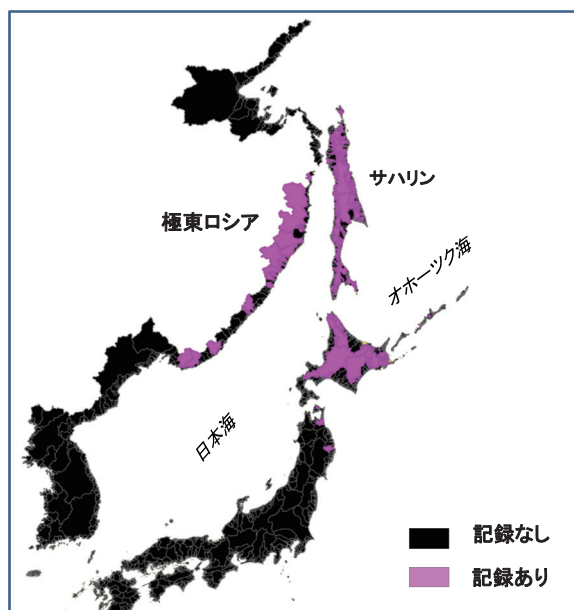 サハリン
極東ロシア
オホーツク海
日本海
記録なし
記録あり